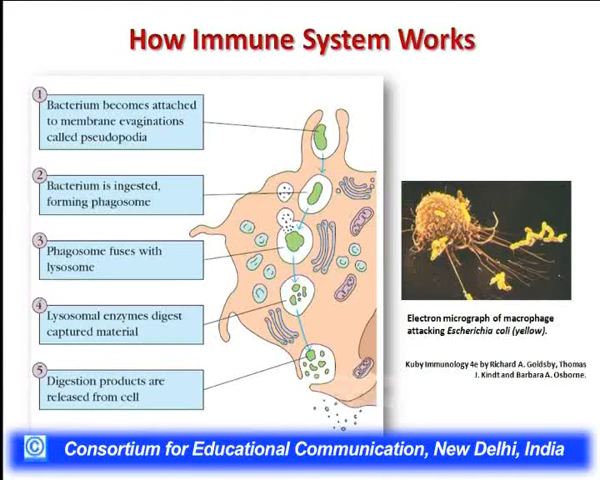 How Immune System Works
1
Bacterium becomes attached
to membrane evaginations
called pseudopodia
2
Bacterium is ingested,
forming phagosome
3
Phagosome fuses with
lysosome
4
Lysosomal enzymes digest
captured material
5
Digestion products are
released from cell
Electron micrograph of macrophage
attacking Escherichia coli (yellow).
Kuby Immunology 4e by Richard A. Goldsby, Thomas
J. Kindt and Barbara A. Osborne.
© Consortium for Educational Communication, New Delhi, India